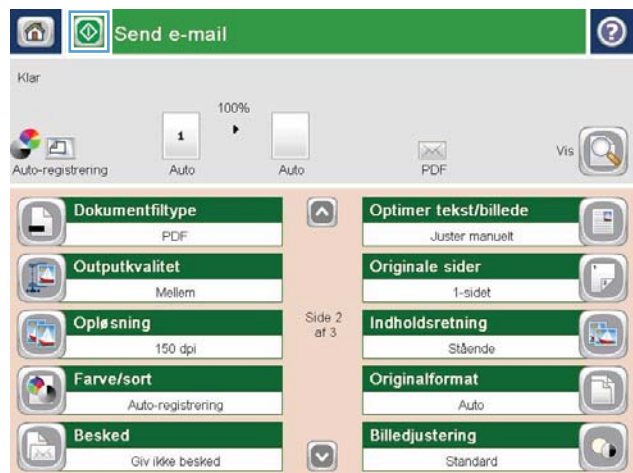 Send e-mail
Klar
100%
1
Auto-registrering
Auto
Auto
PDF
Vis
Dokumentfiltype
PDF
Outputkvalitet
Mellem
Opløsning
150 dpi
Farve/sort
Auto-registrering
Besked
Giv ikke besked
Side 2
af 3
Optimer tekst/billede
Juster manuelt
Originale sider
1-sidet
Indholdsretning
Stående
Originalformat
Auto
Billedjustering
Standard